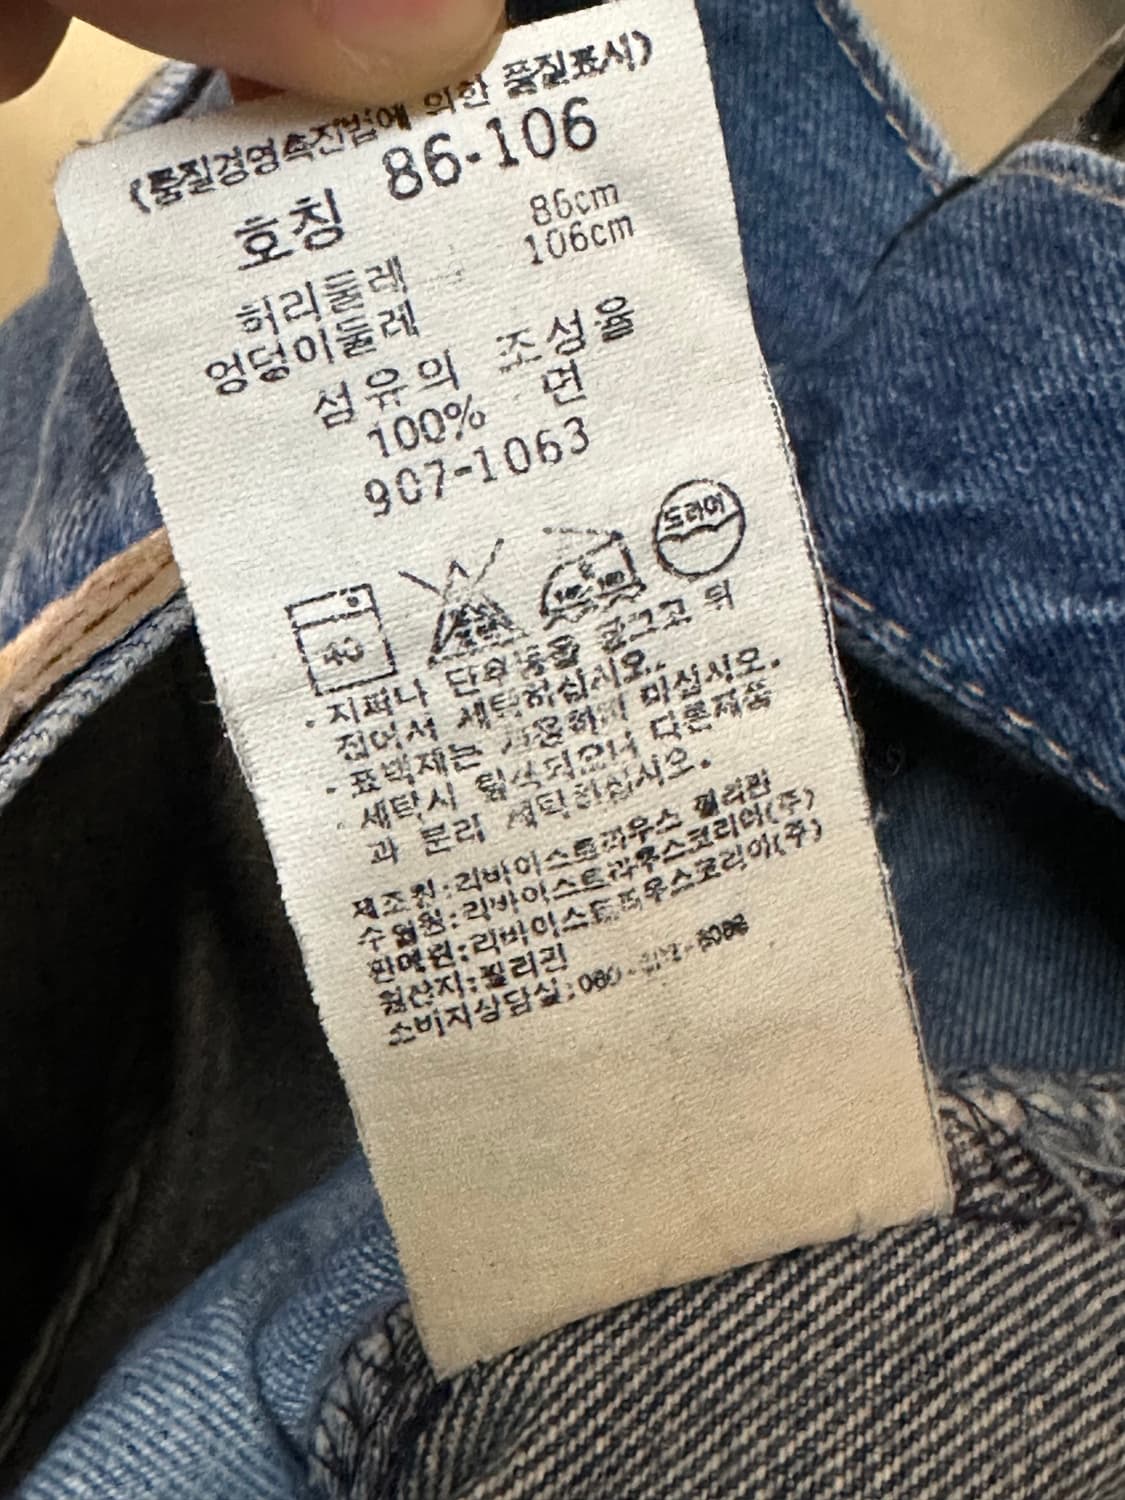 (품질경영촉진법에 의한 품질표시)
호칭 86-106
허리둘레 86cm
엉덩이둘레 106cm
섬유의 조성율
100% 면
907-1063
40 드라이
· 지퍼나 단추등을 잠그고 뒤
집어서 세탁하십시오.
· 표백제는 사용하지 마십시오.
· 세탁시 탈색되오니 다른제품
과 분리 세탁하십시오.
제조원:리바이스트라우스 필리핀
수입원:리바이스트라우스코리아(주)
판매원:리바이스트라우스코리아(주)
원산지:필리핀
소비자상담실:080-